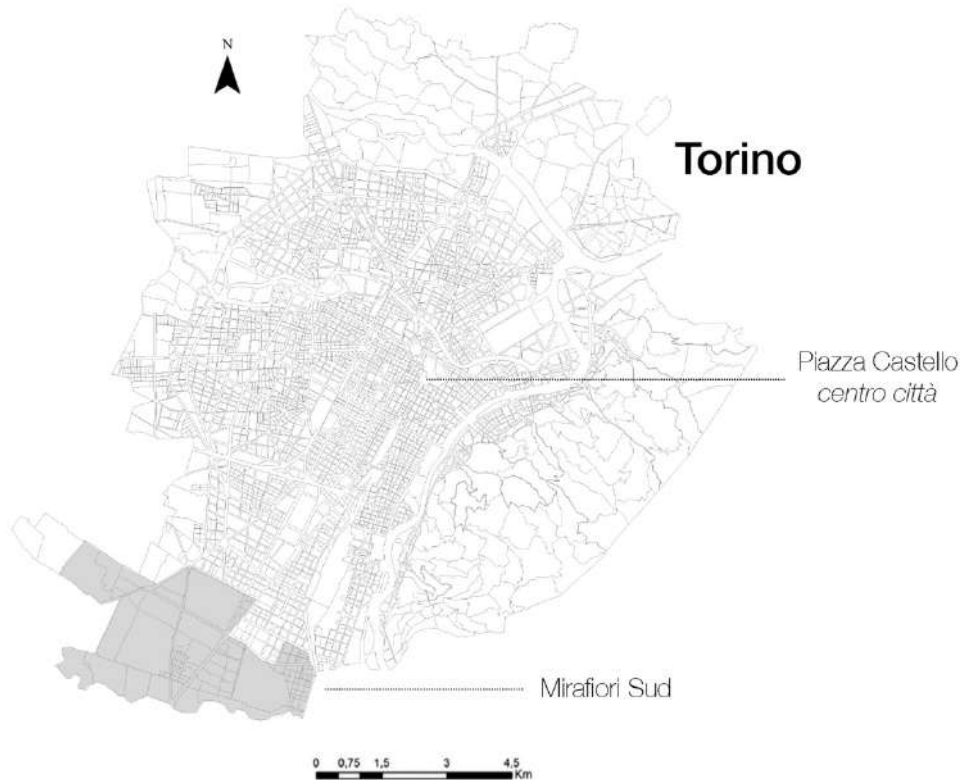 N
Torino
Piazza Castello
centro città
Mirafiori Sud
0 0,75 1,5 3 4,5
Km